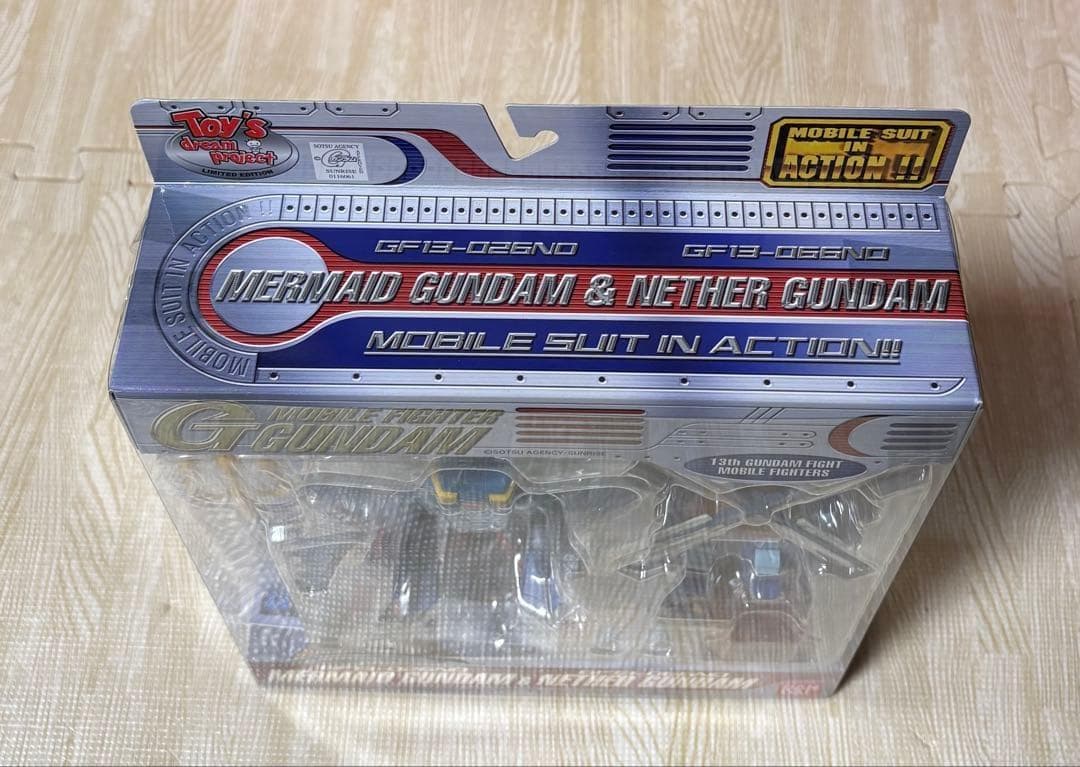 Toy's
dream
project
LIMITED EDITION
SOTSU AGENCY
SUNRISE
0116061
MOBILE SUIT
IN
ACTION!!
MOBILE SUIT IN ACTION!!
GF13-026ND
GF13-066NO
MERMAID GUNDAM & NETHER GUNDAM
MOBILE SUIT IN ACTION!!
G MOBILE FIGHTER
GUNDAM
©SOTSU AGENCY·SUNRISE
13th GUNDAM FIGHT
MOBILE FIGHTERS
MERMAID GUNDAM & NETHER GUNDAM